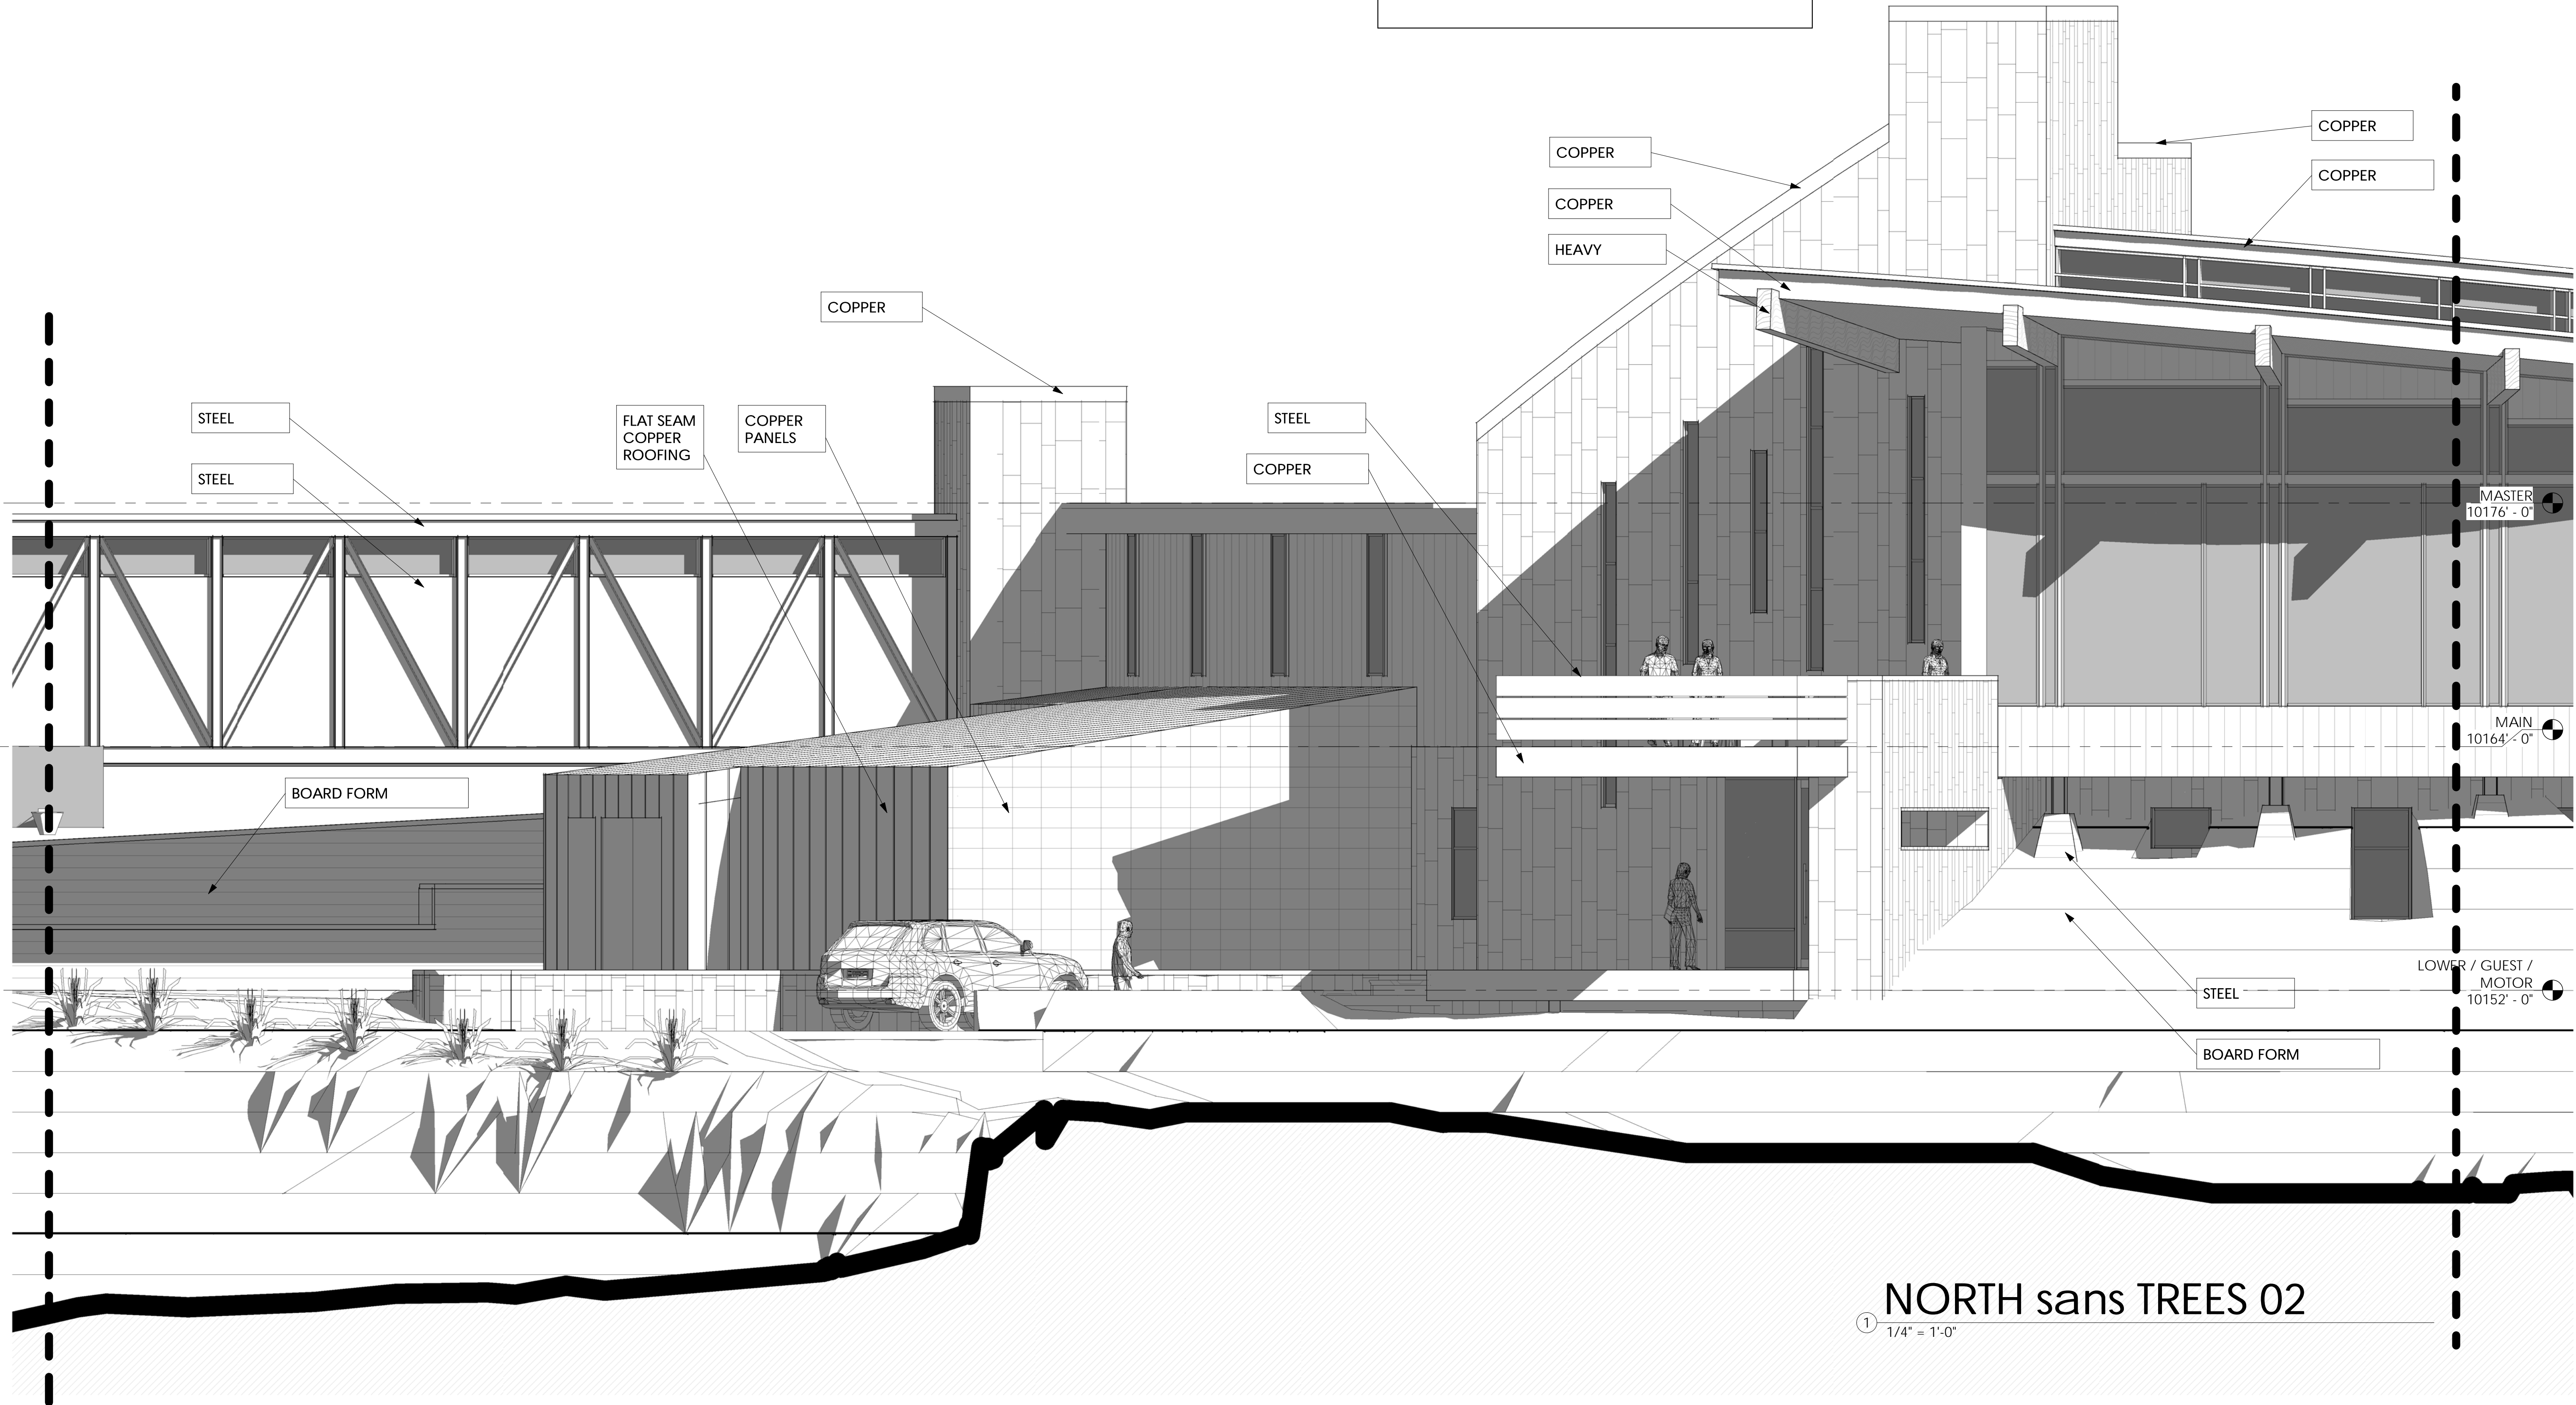 COPPER
COPPER
COPPER
COPPER
HEAVY
COPPER
STEEL
STEEL
FLAT SEAM
COPPER
ROOFING
COPPER
PANELS
STEEL
COPPER
MASTER
10176' - 0"
MAIN
10164' - 0"
BOARD FORM
LOWER / GUEST /
MOTOR
10152' - 0"
STEEL
BOARD FORM
NORTH sans TREES 02
1
1/4" = 1'-0"